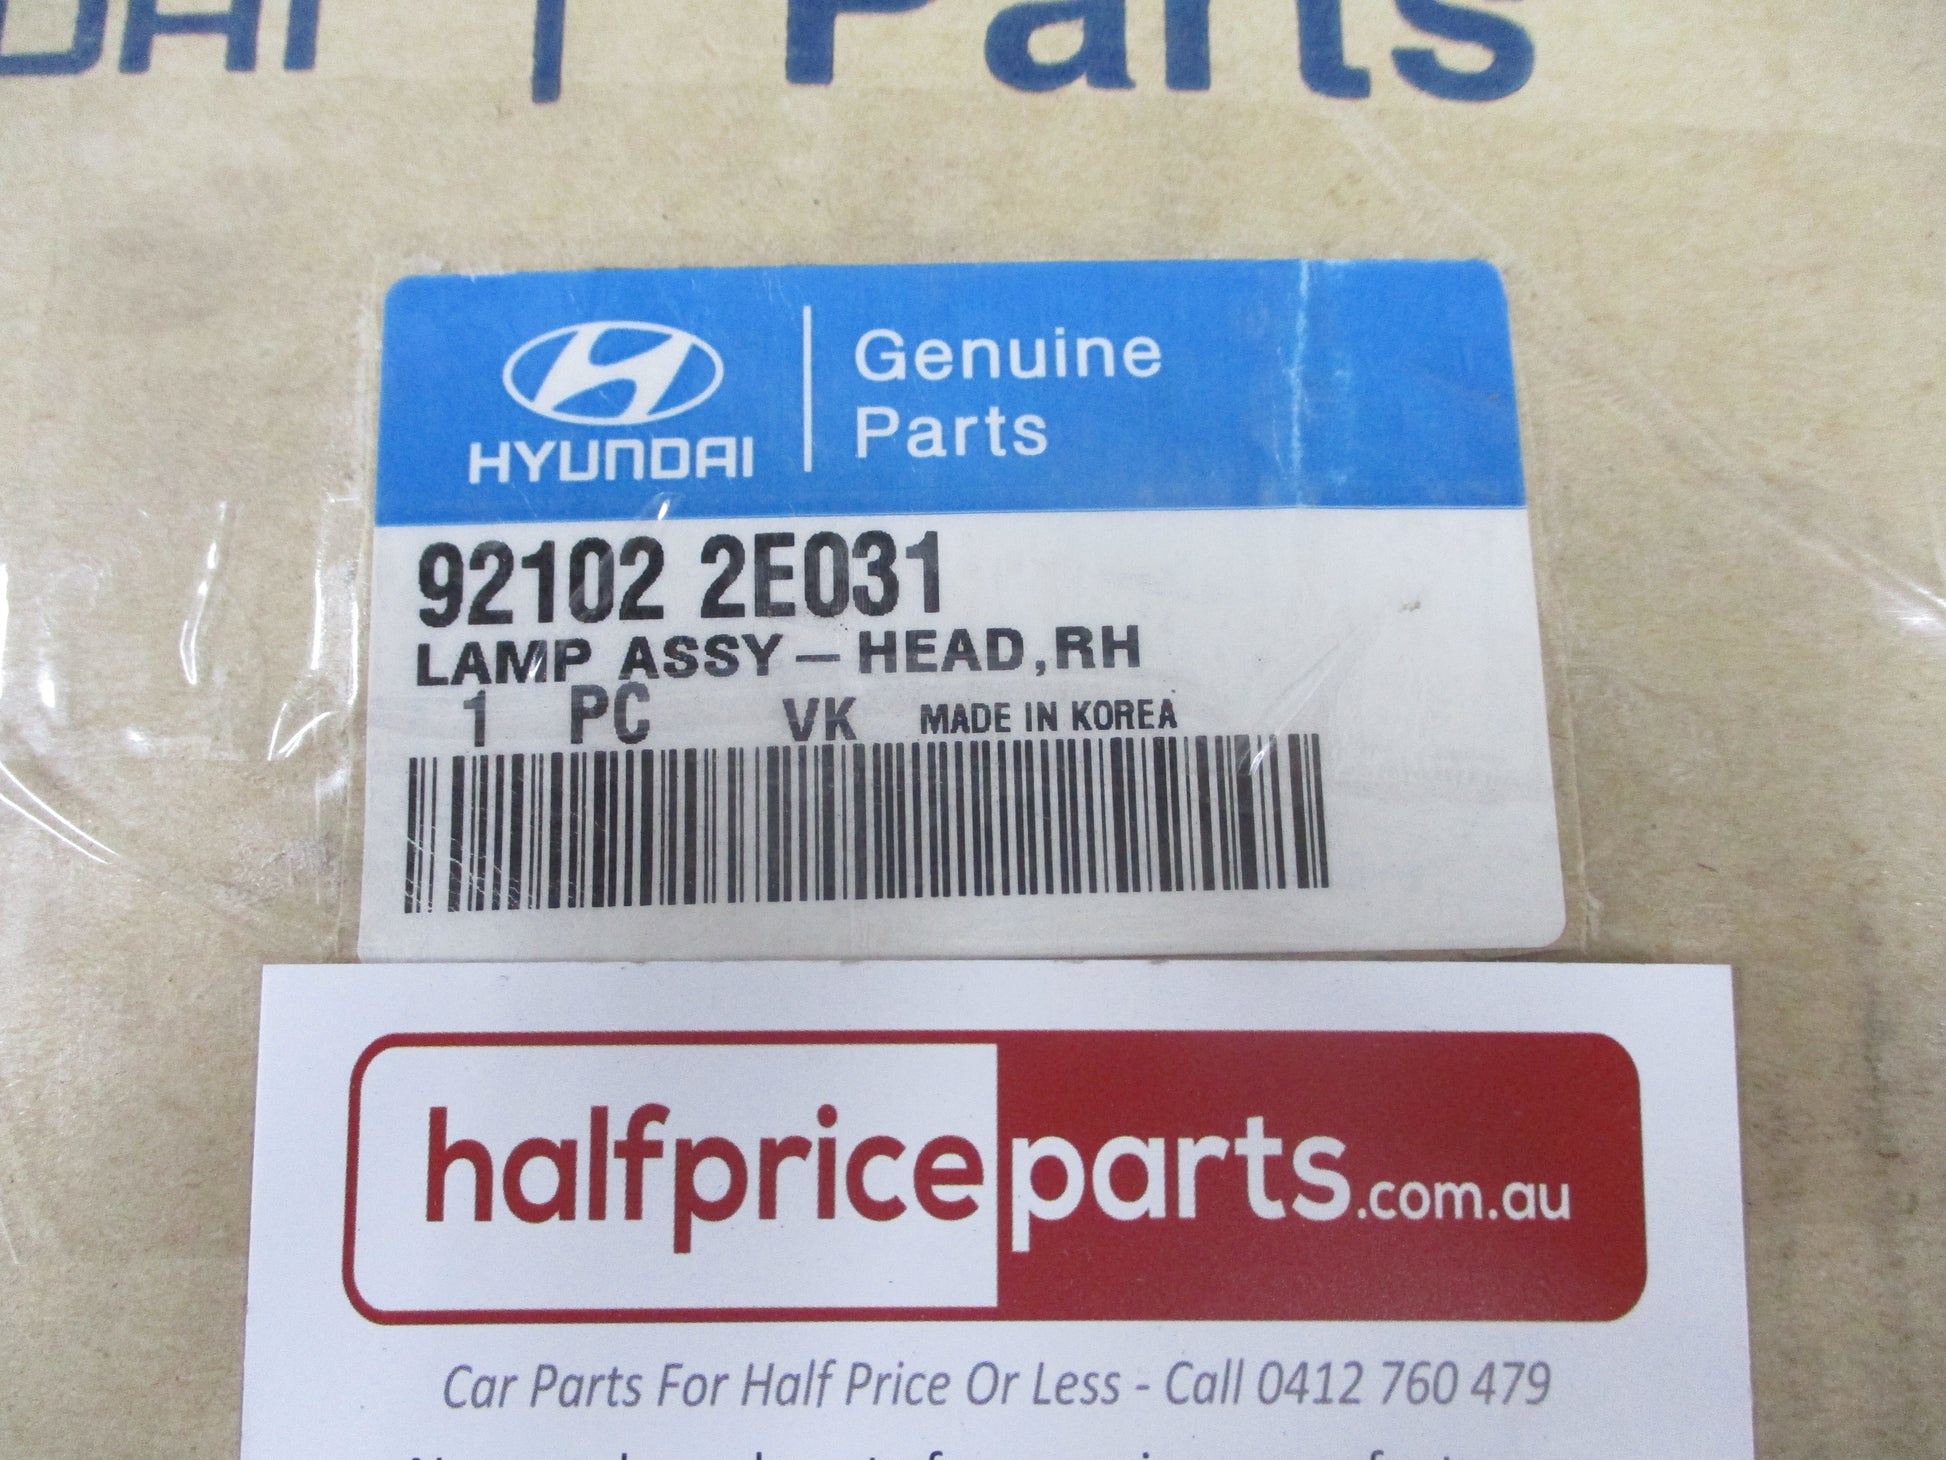 DAI | Parts
HYUNDAI
Genuine
Parts
92102 2E031
LAMP ASSY-HEAD,RH
1 PC VK MADE IN KOREA
halfpriceparts.com.au
Car Parts For Half Price Or Less - Call 0412 760 479